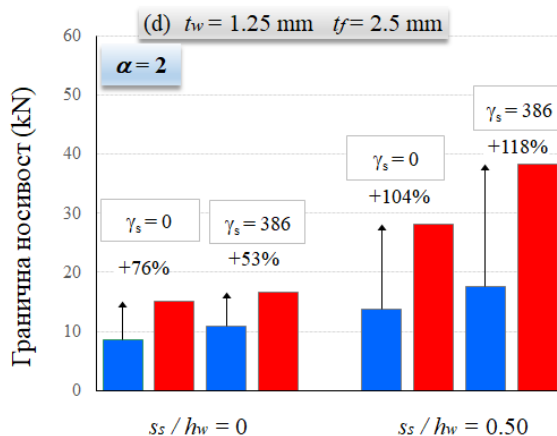 (d) tw = 1.25 mm tf = 2.5 mm
α = 2
Гранична носивост (kN)
60
50
40
30
20
10
0
γs = 0
+76%
γs = 386
+53%
γs = 0
+104%
γs = 386
+118%
ss / hw = 0
ss / hw = 0.50